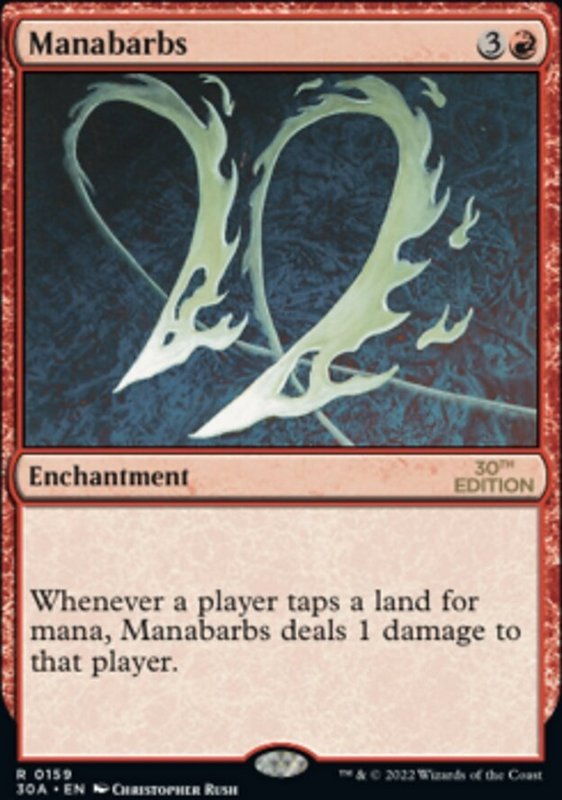 Manabarbs 3
Enchantment
30TH
EDITION
Whenever a player taps a land for
mana, Manabarbs deals 1 damage to
that player.
R 0159
30A • EN Christopher Rush
™ & © 2022 Wizards of the Coast